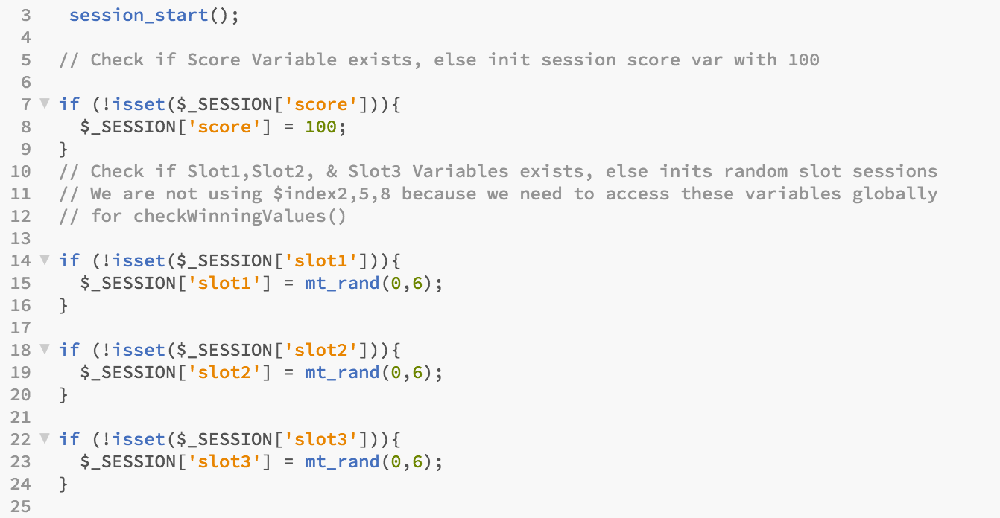 3 session_start();
4
5 // Check if Score Variable exists, else init session score var with 100
6
7 if (!isset($_SESSION['score'])){
8 $_SESSION['score'] = 100;
9 }
10 // Check if Slot1,Slot2, & Slot3 Variables exists, else inits random slot sessions
11 // We are not using $index2,5,8 because we need to access these variables globally
12 // for checkWinningValues()
13
14 if (!isset($_SESSION['slot1'])){
15 $_SESSION['slot1'] = mt_rand(0,6);
16 }
17
18 if (!isset($_SESSION['slot2'])){
19 $_SESSION['slot2'] = mt_rand(0,6);
20 }
21
22 if (!isset($_SESSION['slot3'])){
23 $_SESSION['slot3'] = mt_rand(0,6);
24 }
25